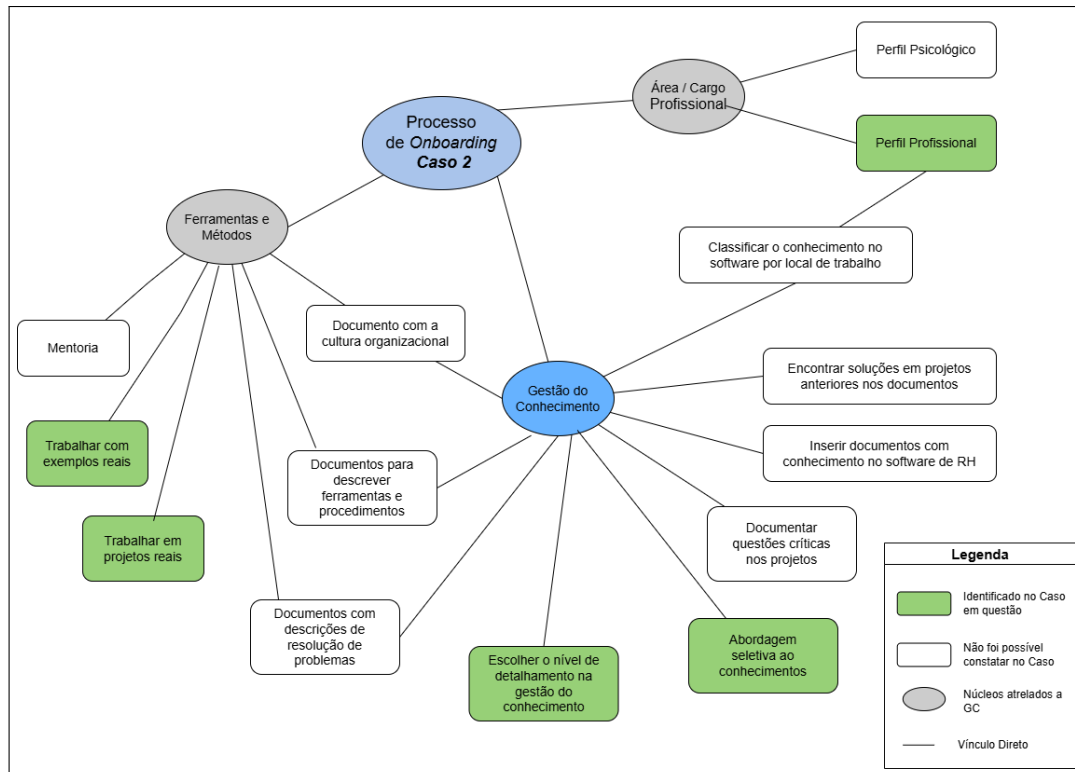 Perfil Psicológico
Área / Cargo
Profissional
Processo
de Onboarding
Caso 2
Perfil Profissional
Ferramentas e
Métodos
Classificar o conhecimento no
software por local de trabalho
Mentoria
Documento com a
cultura organizacional
Gestão do
Conhecimento
Encontrar soluções em projetos
anteriores nos documentos
Trabalhar com
exemplos reais
Documentos para
descrever
ferramentas e
procedimentos
Inserir documentos com
conhecimento no software de RH
Trabalhar em
projetos reais
Documentar
questões críticas
nos projetos
Documentos com
descrições de
resolução de
problemas
Escolher o nível de
detalhamento na
gestão do
conhecimento
Abordagem
seletiva ao
conhecimentos
Legenda
Identificado no Caso
em questão
Não foi possível
constatar no Caso
Núcleos atrelados a
GC
Vínculo Direto